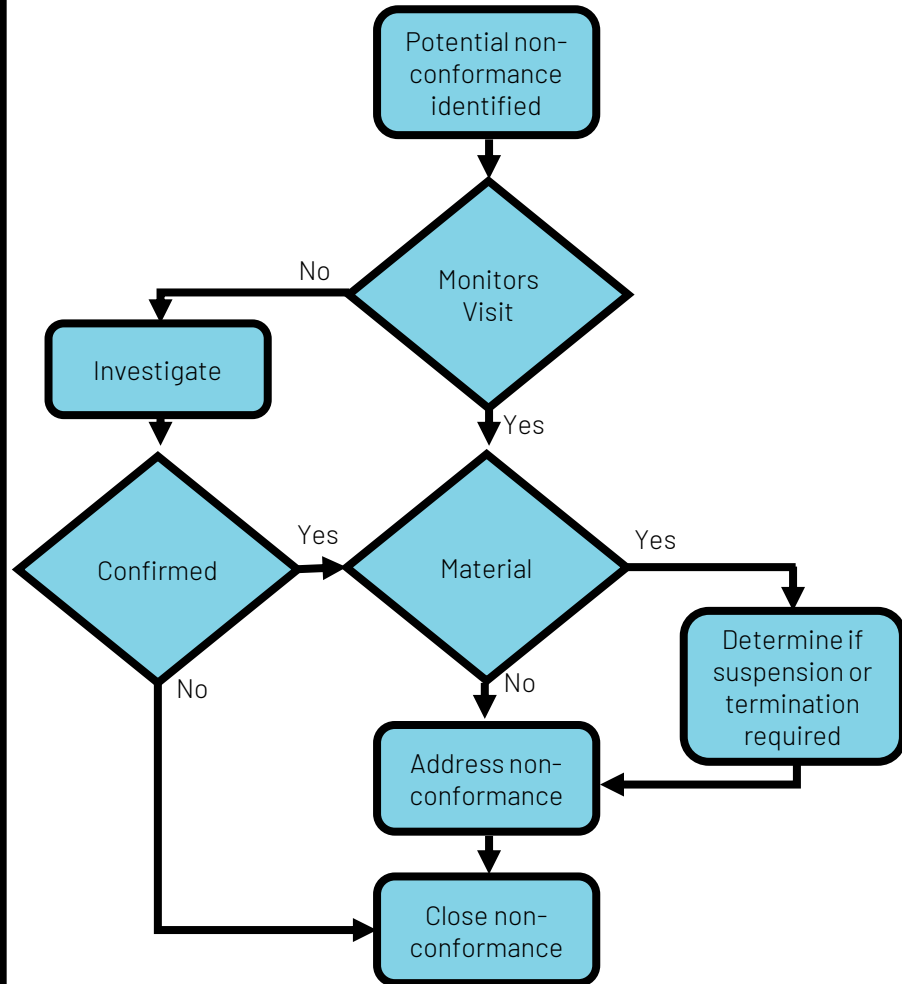 Potential non-
conformance
identified
No
Monitors
Visit
Investigate
Yes
Confirmed
Yes
Material
Yes
Determine if
suspension or
termination
required
No
No
Address non-
conformance
Close non-
conformance